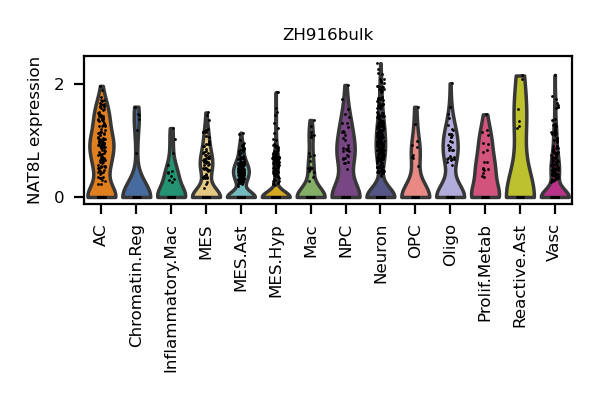 ZH916bulk
NAT8L expression
2
0
AC
Chromatin.Reg
Inflammatory.Mac
MES
MES.Ast
MES.Hyp
Mac
NPC
Neuron
OPC
Oligo
Prolif.Metab
Reactive.Ast
Vasc